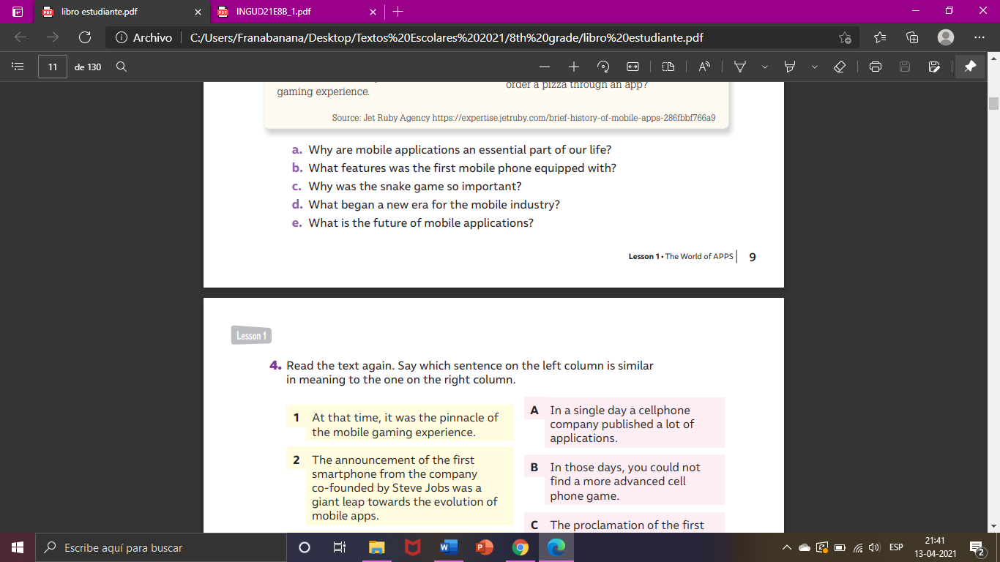 libro estudiante.pdf
INGUD21E8B_1.pdf
Archivo
C:/Users/Franabanana/Desktop/Textos%20Escolares%202021/8th%20grade/libro%20estudiante.pdf
11 de 130
gaming experience.
order a pizza through an app?
Source: Jet Ruby Agency https://expertise.jetruby.com/brief-history-of-mobile-apps-286fbbf766a9
a. Why are mobile applications an essential part of our life?
b. What features was the first mobile phone equipped with?
c. Why was the snake game so important?
d. What began a new era for the mobile industry?
e. What is the future of mobile applications?
Lesson 1 • The World of APPS 9
Lesson 1
4. Read the text again. Say which sentence on the left column is similar
in meaning to the one on the right column.
1 At that time, it was the pinnacle of
the mobile gaming experience.
2 The announcement of the first
smartphone from the company
co-founded by Steve Jobs was a
giant leap towards the evolution of
mobile apps.
A In a single day a cellphone
company published a lot of
applications.
B In those days, you could not
find a more advanced cell
phone game.
C The proclamation of the first
Escribe aquí para buscar
ESP
21:41
13-04-2021
2